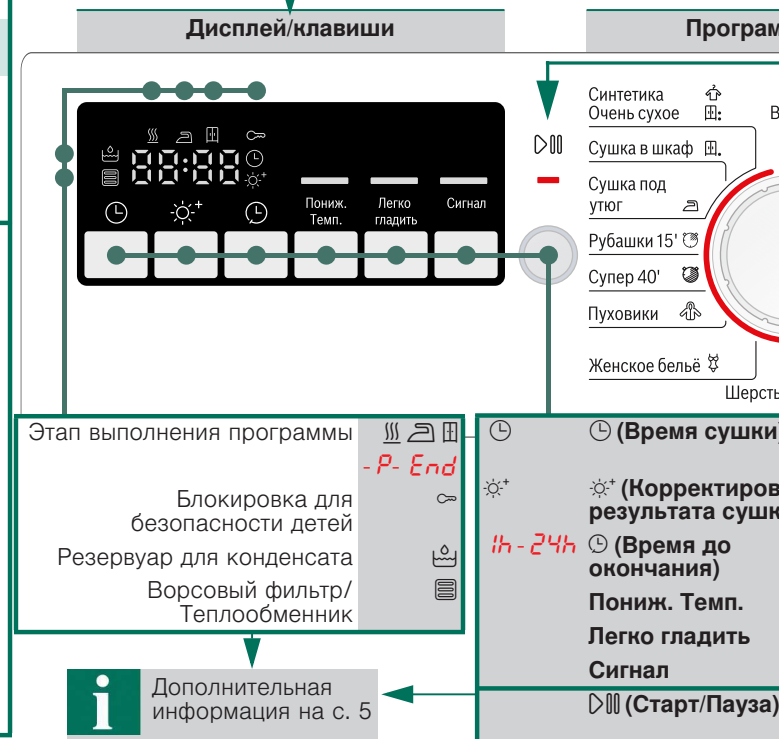 Дисплей/клавиши
Програм
Синтетика
Очень сухое
В
Сушка в шкаф
Сушка под
утюг
Рубашки 15'
Супер 40'
Пуховики
Женское бельё
Шерсть
88:88
Пониж.
Темп.
Легко
гладить
Сигнал
Этап выполнения программы
-P- End
Блокировка для
безопасности детей
Резервуар для конденсата
Ворсовый фильтр/
Теплообменник
(Время сушки)
(Корректиров
результата сушк
1h - 24h (Время до
окончания)
Пониж. Темп.
Легко гладить
Сигнал
(Старт/Пауза)
i
Дополнительная
информация на с. 5